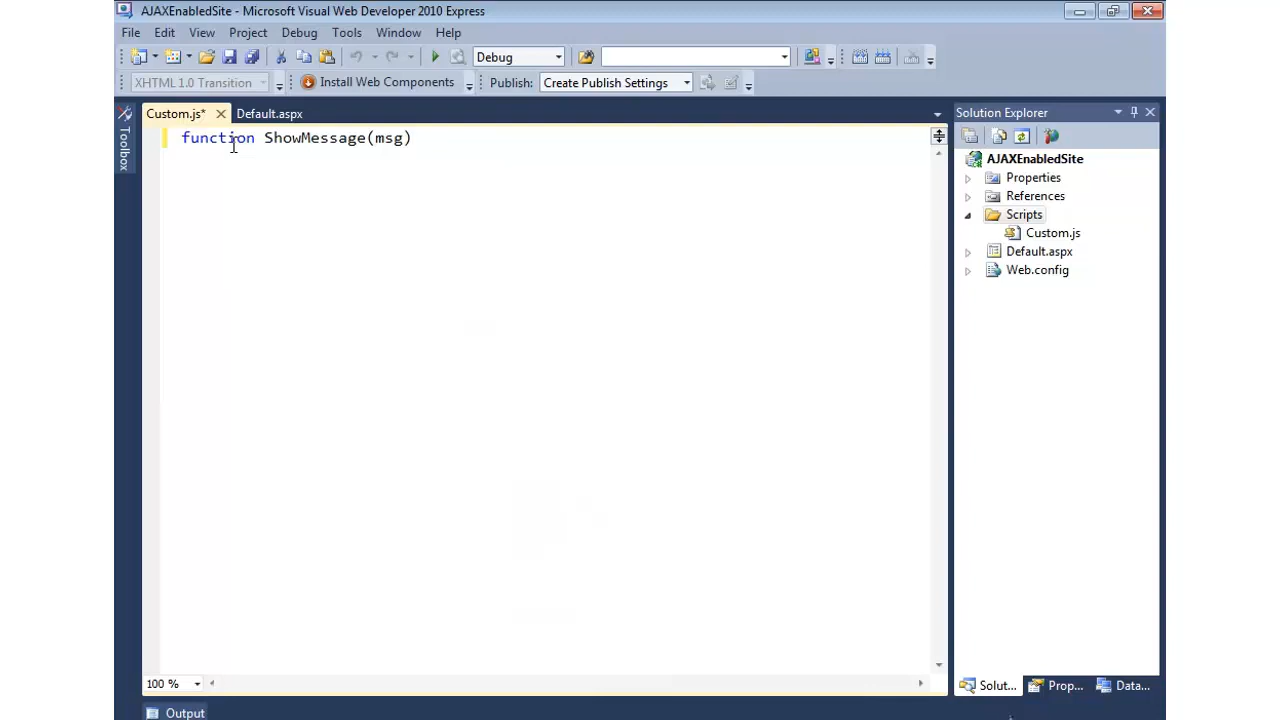 AJAXEnabledSite - Microsoft Visual Web Developer 2010 Express
File Edit View Project Debug Tools Window Help
Debug
XHTML 1.0 Transition Install Web Components Publish: Create Publish Settings
Custom.js* Default.aspx
Solution Explorer
Toolbox
function ShowMessage(msg)
AJAXEnabledSite
Properties
References
Scripts
Custom.js
Default.aspx
Web.config
100 %
Solut... Prop... Data...
Output